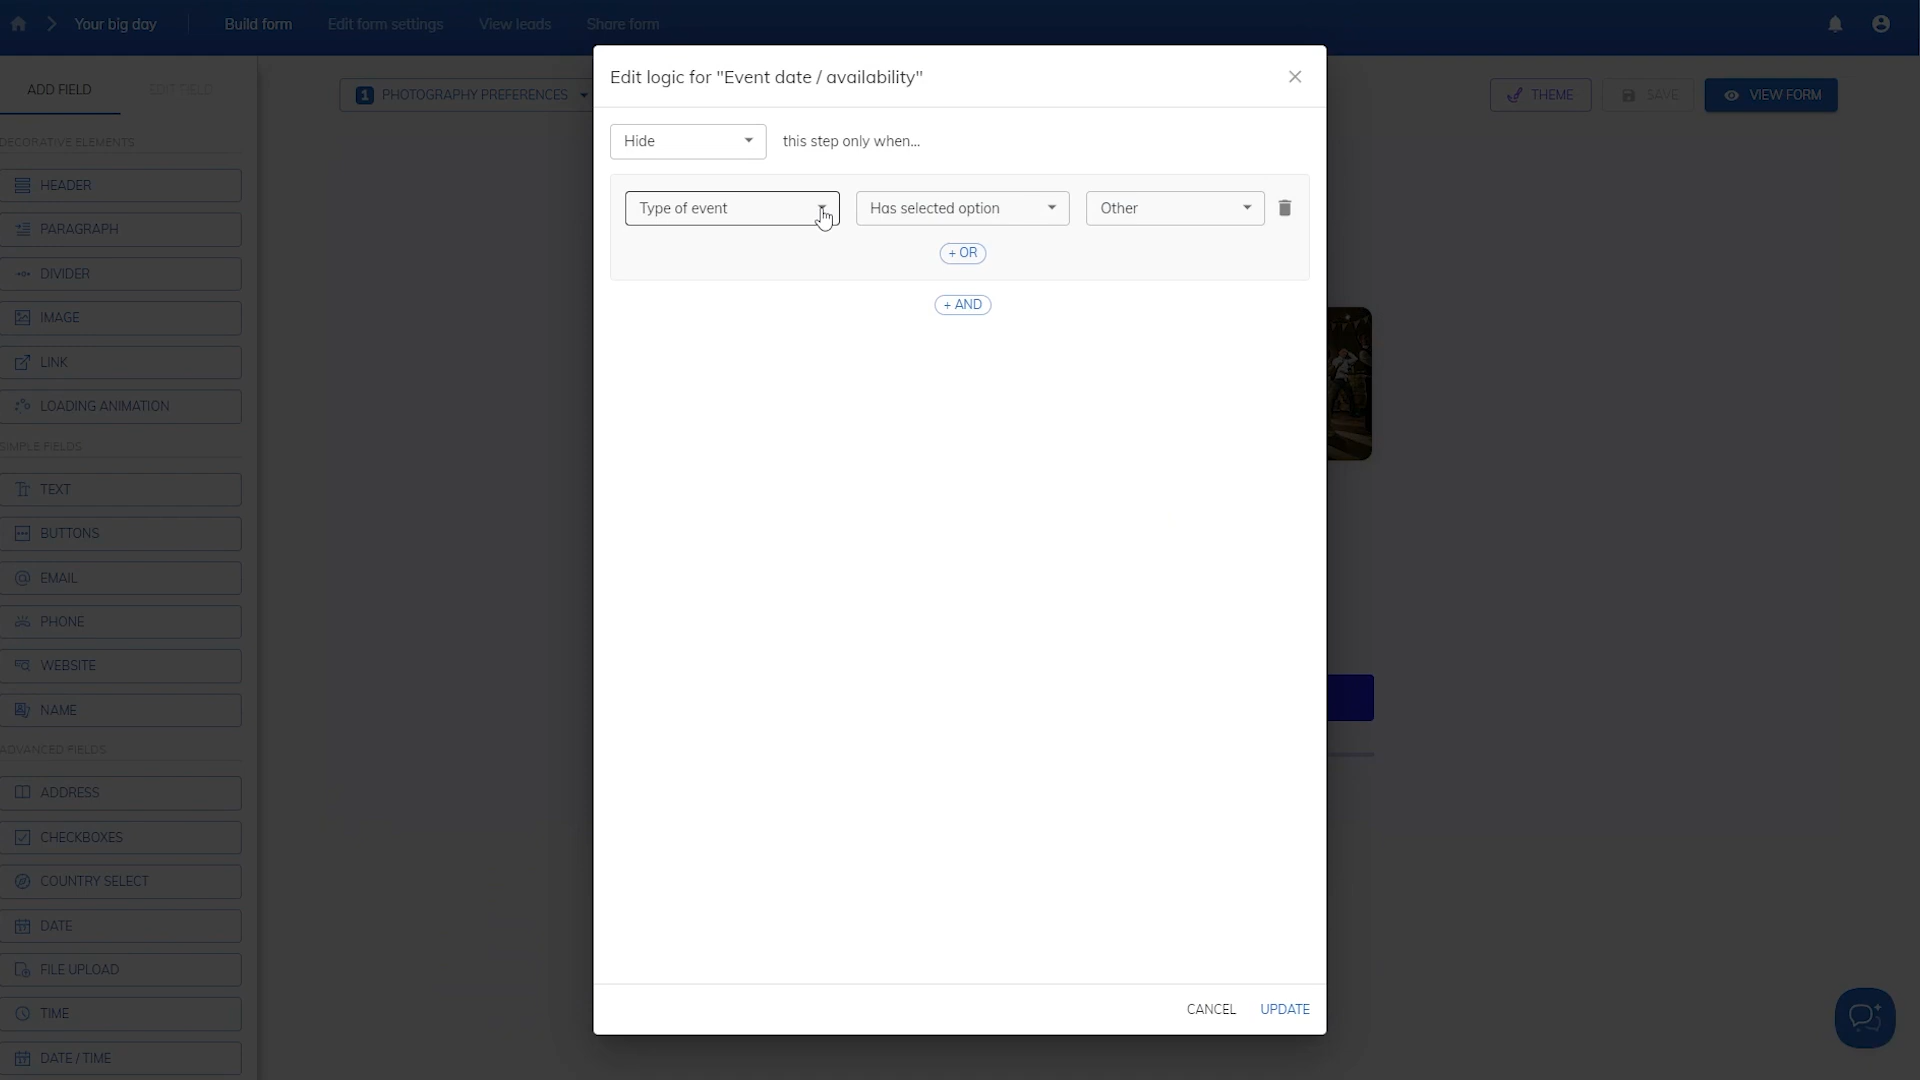 Your big day
Build form
Edit form settings
View leads
Share form
ADD FIELD
EDIT FIELD
1 PHOTOGRAPHY PREFERENCES
THEME
SAVE
VIEW FORM
DECORATIVE ELEMENTS
HEADER
PARAGRAPH
DIVIDER
IMAGE
LINK
LOADING ANIMATION
SIMPLE FIELDS
TEXT
BUTTONS
EMAIL
PHONE
WEBSITE
NAME
ADVANCED FIELDS
ADDRESS
CHECKBOXES
COUNTRY SELECT
DATE
FILE UPLOAD
TIME
DATE / TIME
Edit logic for "Event date / availability"
Hide this step only when...
Type of event Has selected option Other
+ OR
+ AND
CANCEL UPDATE